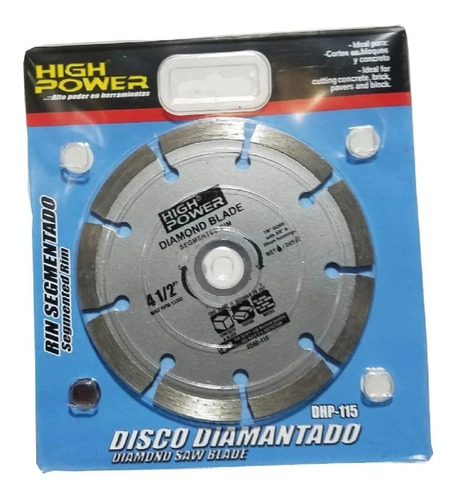 HIGH
POWER
...Alto poder en herramientas
- Ideal para:
-Cortes en bloques
y concreto
- Ideal for
cutting concrete, brick,
pavers and block.
RIN SEGMENTADO
Segmented Rim
HIGH
POWER
DIAMOND BLADE
SEGMENTED RIM
4 1/2"
DHP-115
DISCO DIAMANTADO
DIAMOND SAW BLADE